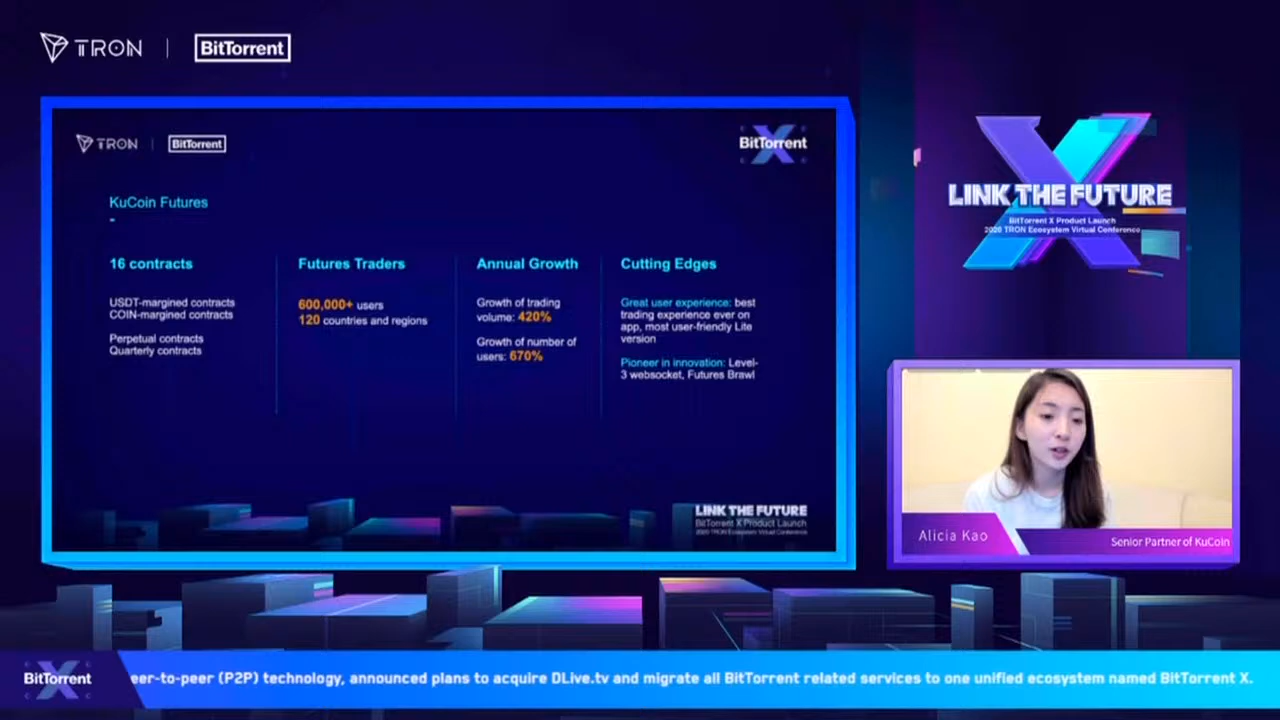 TRON | BitTorrent
TRON | BitTorrent
BitTorrent
KuCoin Futures
-
16 contracts
USDT-margined contracts
COIN-margined contracts
Perpetual contracts
Quarterly contracts
Futures Traders
600,000+ users
120 countries and regions
Annual Growth
Growth of trading
volume: 420%
Growth of number of
users: 670%
Cutting Edges
Great user experience: best
trading experience ever on
app, most user-friendly Lite
version
Pioneer in innovation: Level-
3 websocket, Futures Brawl
LINK THE FUTURE
BitTorrent X Product Launch
2020 TRON Ecosystem Virtual Conference
LINK THE FUTURE
BitTorrent X Product Launch
2020 TRON Ecosystem Virtual Conference
Alicia Kao
Senior Partner of KuCoin
BitTorrent
eer-to-peer (P2P) technology, announced plans to acquire DLive.tv and migrate all BitTorrent related services to one unified ecosystem named BitTorrent X.